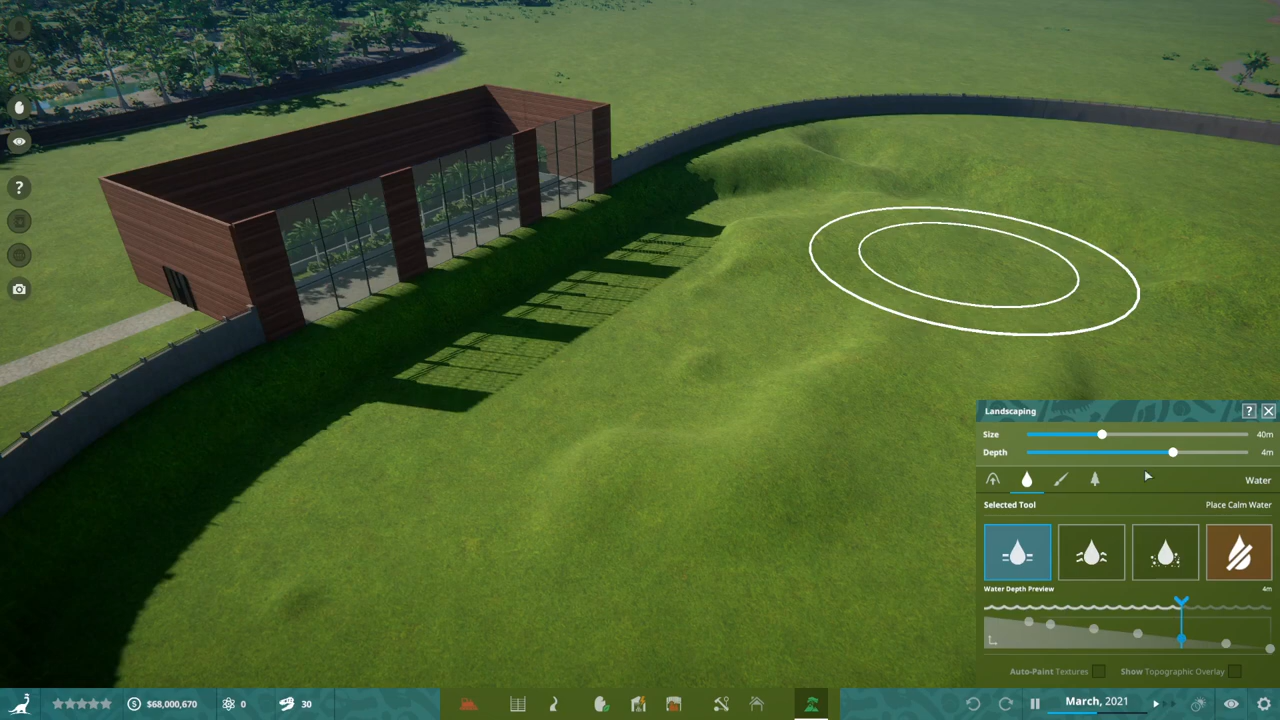 ?
Landscaping ? X
Size 40m
Depth 4m
Water
Selected Tool Place Calm Water
Water Depth Preview 4m
Auto-Paint Textures Show Topographic Overlay
$68,000,670 0 30 March, 2021